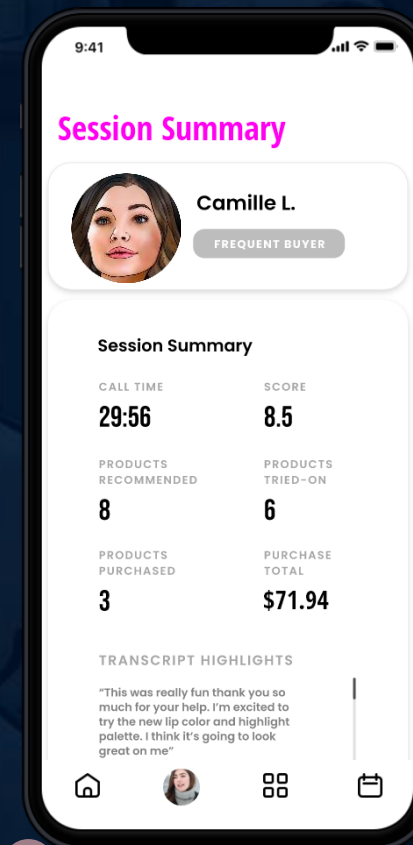 9:41
Session Summary
Camille L.
FREQUENT BUYER
Session Summary
CALL TIME
29:56
SCORE
8.5
PRODUCTS
RECOMMENDED
8
PRODUCTS
TRIED-ON
6
PRODUCTS
PURCHASED
3
PURCHASE
TOTAL
$71.94
TRANSCRIPT HIGHLIGHTS
“This was really fun thank you so
much for your help. I’m excited to
try the new lip color and highlight
palette. I think it’s going to look
great on me”